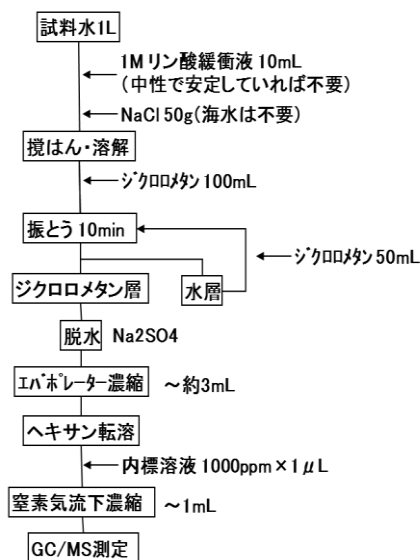 試料水1L
1M リン酸緩衝液 10mL
(中性で安定していれば不要)
NaCl 50g(海水は不要)
撹はん・溶解
ジクロロメタン 100mL
振とう 10min
ジクロロメタン 50mL
ジクロロメタン層
水層
脱水 Na2SO4
エバポレーター濃縮 ～約3mL
ヘキサン転溶
内標溶液 1000ppm×1μL
窒素気流下濃縮 ～1mL
GC/MS測定